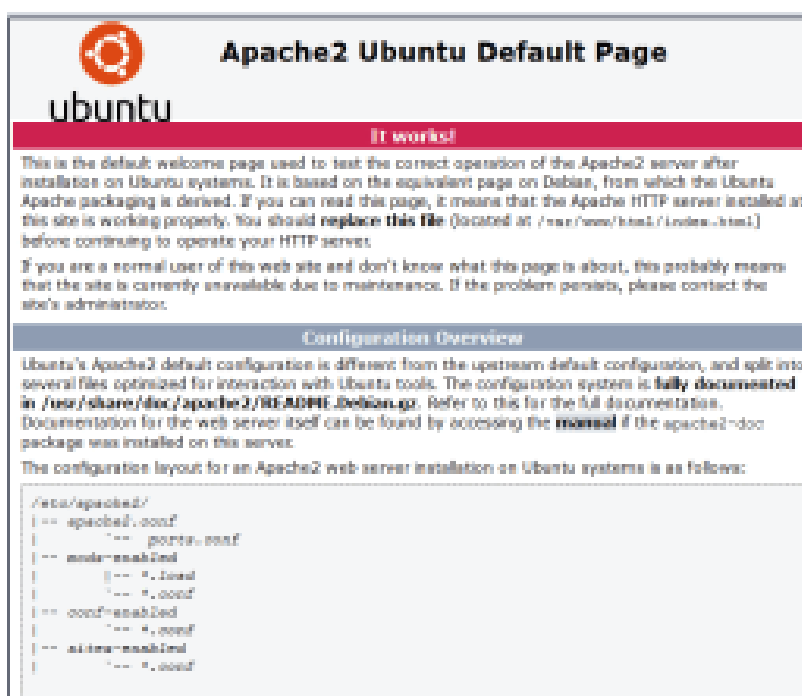 Apache2 Ubuntu Default Page
ubuntu
It works!
This is the default welcome page used to test the correct operation of the Apache2 server after
installation on Ubuntu systems. It is based on the equivalent page on Debian, from which the Ubuntu
Apache packaging is derived. If you can read this page, it means that the Apache HTTP server installed at
this site is working properly. You should replace this file (located at /var/www/html/index.html)
before continuing to operate your HTTP server.
If you are a normal user of this web site and don't know what this page is about, this probably means
that the site is currently unavailable due to maintenance. If the problem persists, please contact the
site's administrator.
Configuration Overview
Ubuntu's Apache2 default configuration is different from the upstream default configuration, and split into
several files optimized for interaction with Ubuntu tools. The configuration system is fully documented
in /usr/share/doc/apache2/README.Debian.gz. Refer to this for the full documentation.
Documentation for the web server itself can be found by accessing the manual if the apache2-doc
package was installed on this server.
The configuration layout for an Apache2 web server installation on Ubuntu systems is as follows:
/etc/apache2/
|-- apache2.conf
|       `--  ports.conf
|-- mods-enabled
|       |-- *.load
|       `-- *.conf
|-- conf-enabled
|       `-- *.conf
|-- sites-enabled
|       `-- *.conf